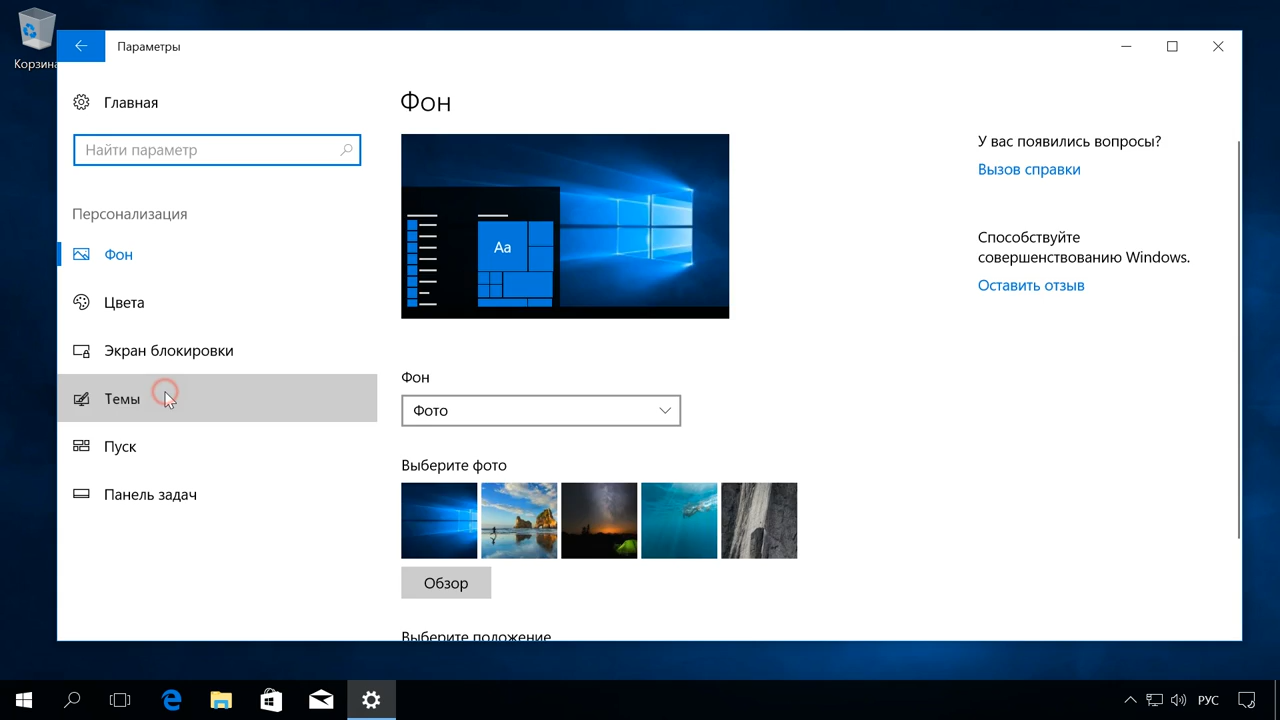 Корзина
Параметры
Главная
Найти параметр
Персонализация
Фон
Цвета
Экран блокировки
Темы
Пуск
Панель задач
Фон
Aa
Фон
Фото
Выберите фото
Обзор
Выберите положение
У вас появились вопросы?
Вызов справки
Способствуйте
совершенствованию Windows.
Оставить отзыв
РУС